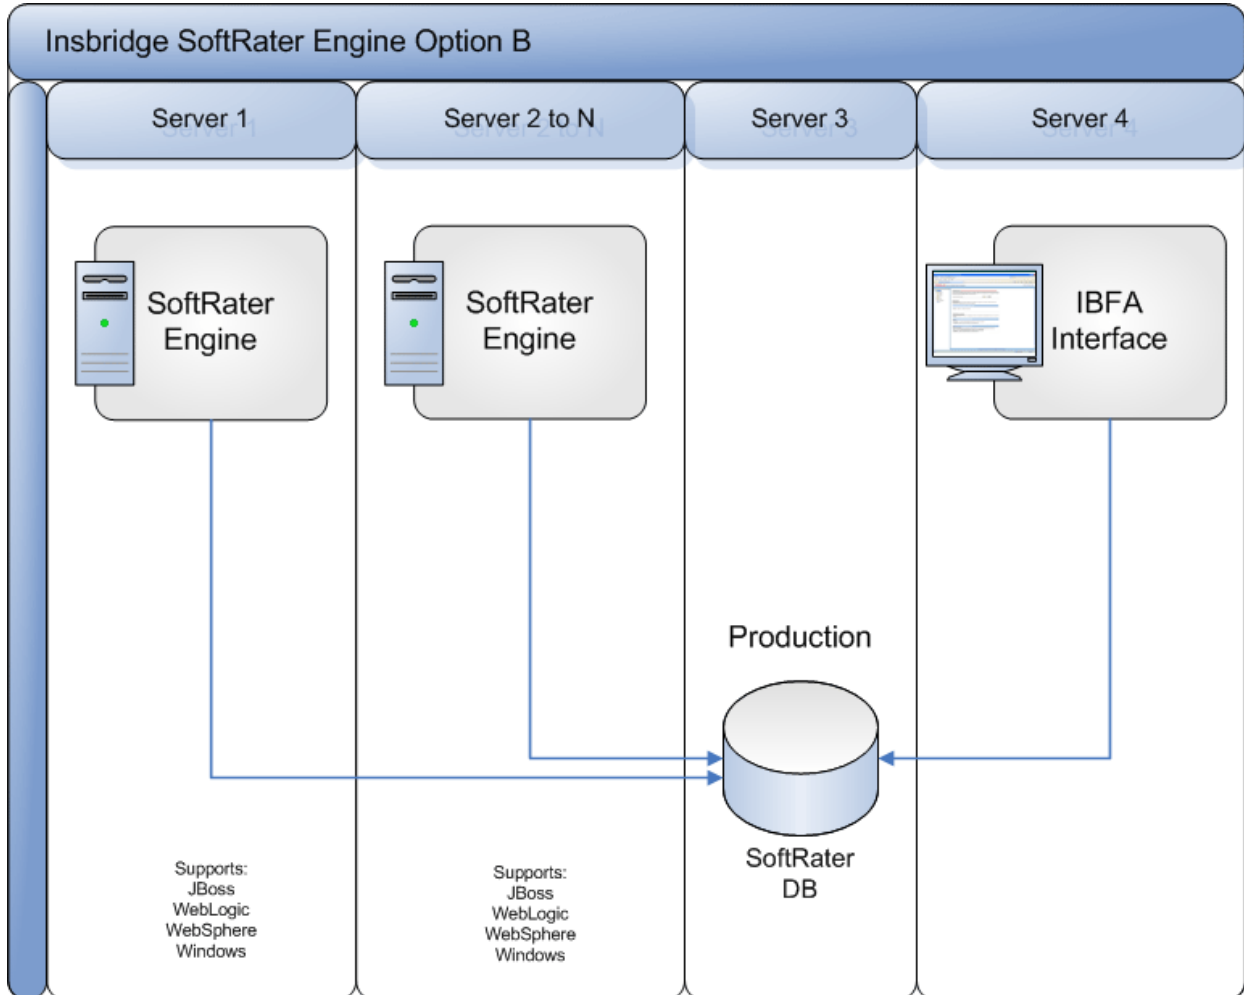 Insbridge SoftRater Engine Option B
Server 1
Server 2 to N
Server 3
Server 4
SoftRater
Engine
SoftRater
Engine
IBFA
Interface
Production
SoftRater
DB
Supports:
JBoss
WebLogic
WebSphere
Windows
Supports:
JBoss
WebLogic
WebSphere
Windows